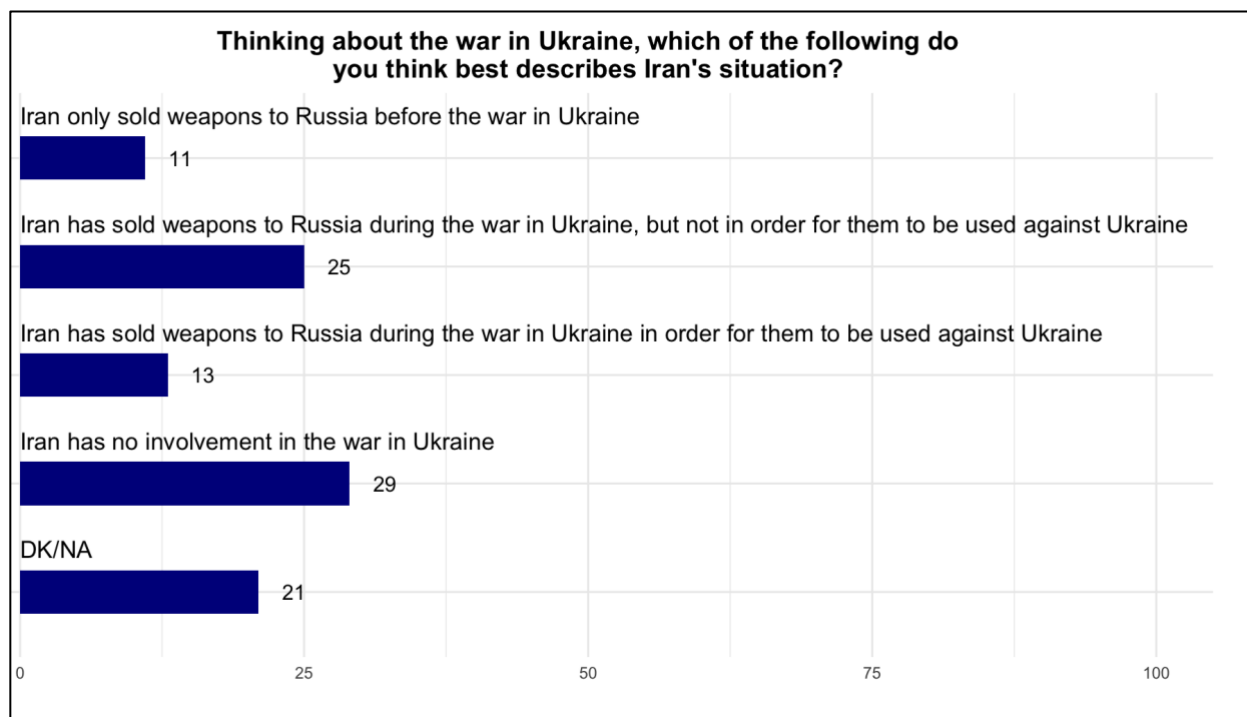 Thinking about the war in Ukraine, which of the following do
you think best describes Iran's situation?
Iran only sold weapons to Russia before the war in Ukraine
11
Iran has sold weapons to Russia during the war in Ukraine, but not in order for them to be used against Ukraine
25
Iran has sold weapons to Russia during the war in Ukraine in order for them to be used against Ukraine
13
Iran has no involvement in the war in Ukraine
29
DK/NA
21
0 25 50 75 100